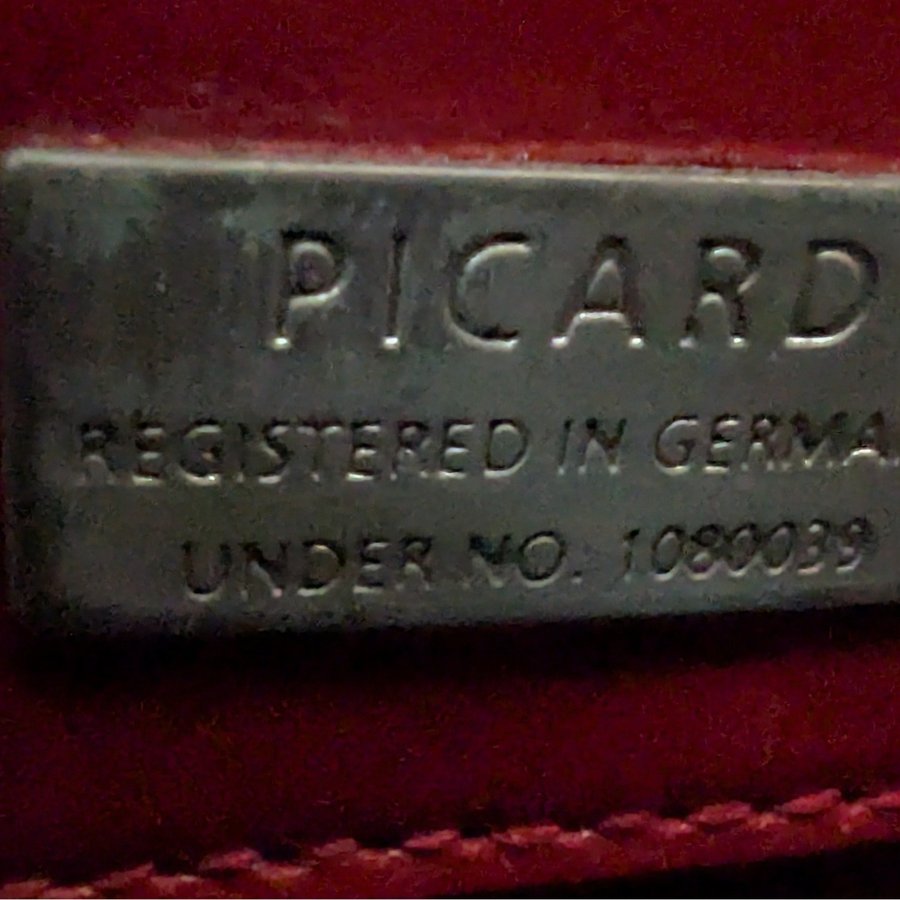 PICARD
REGISTERED IN GERMA
UNDER NO. 1080039